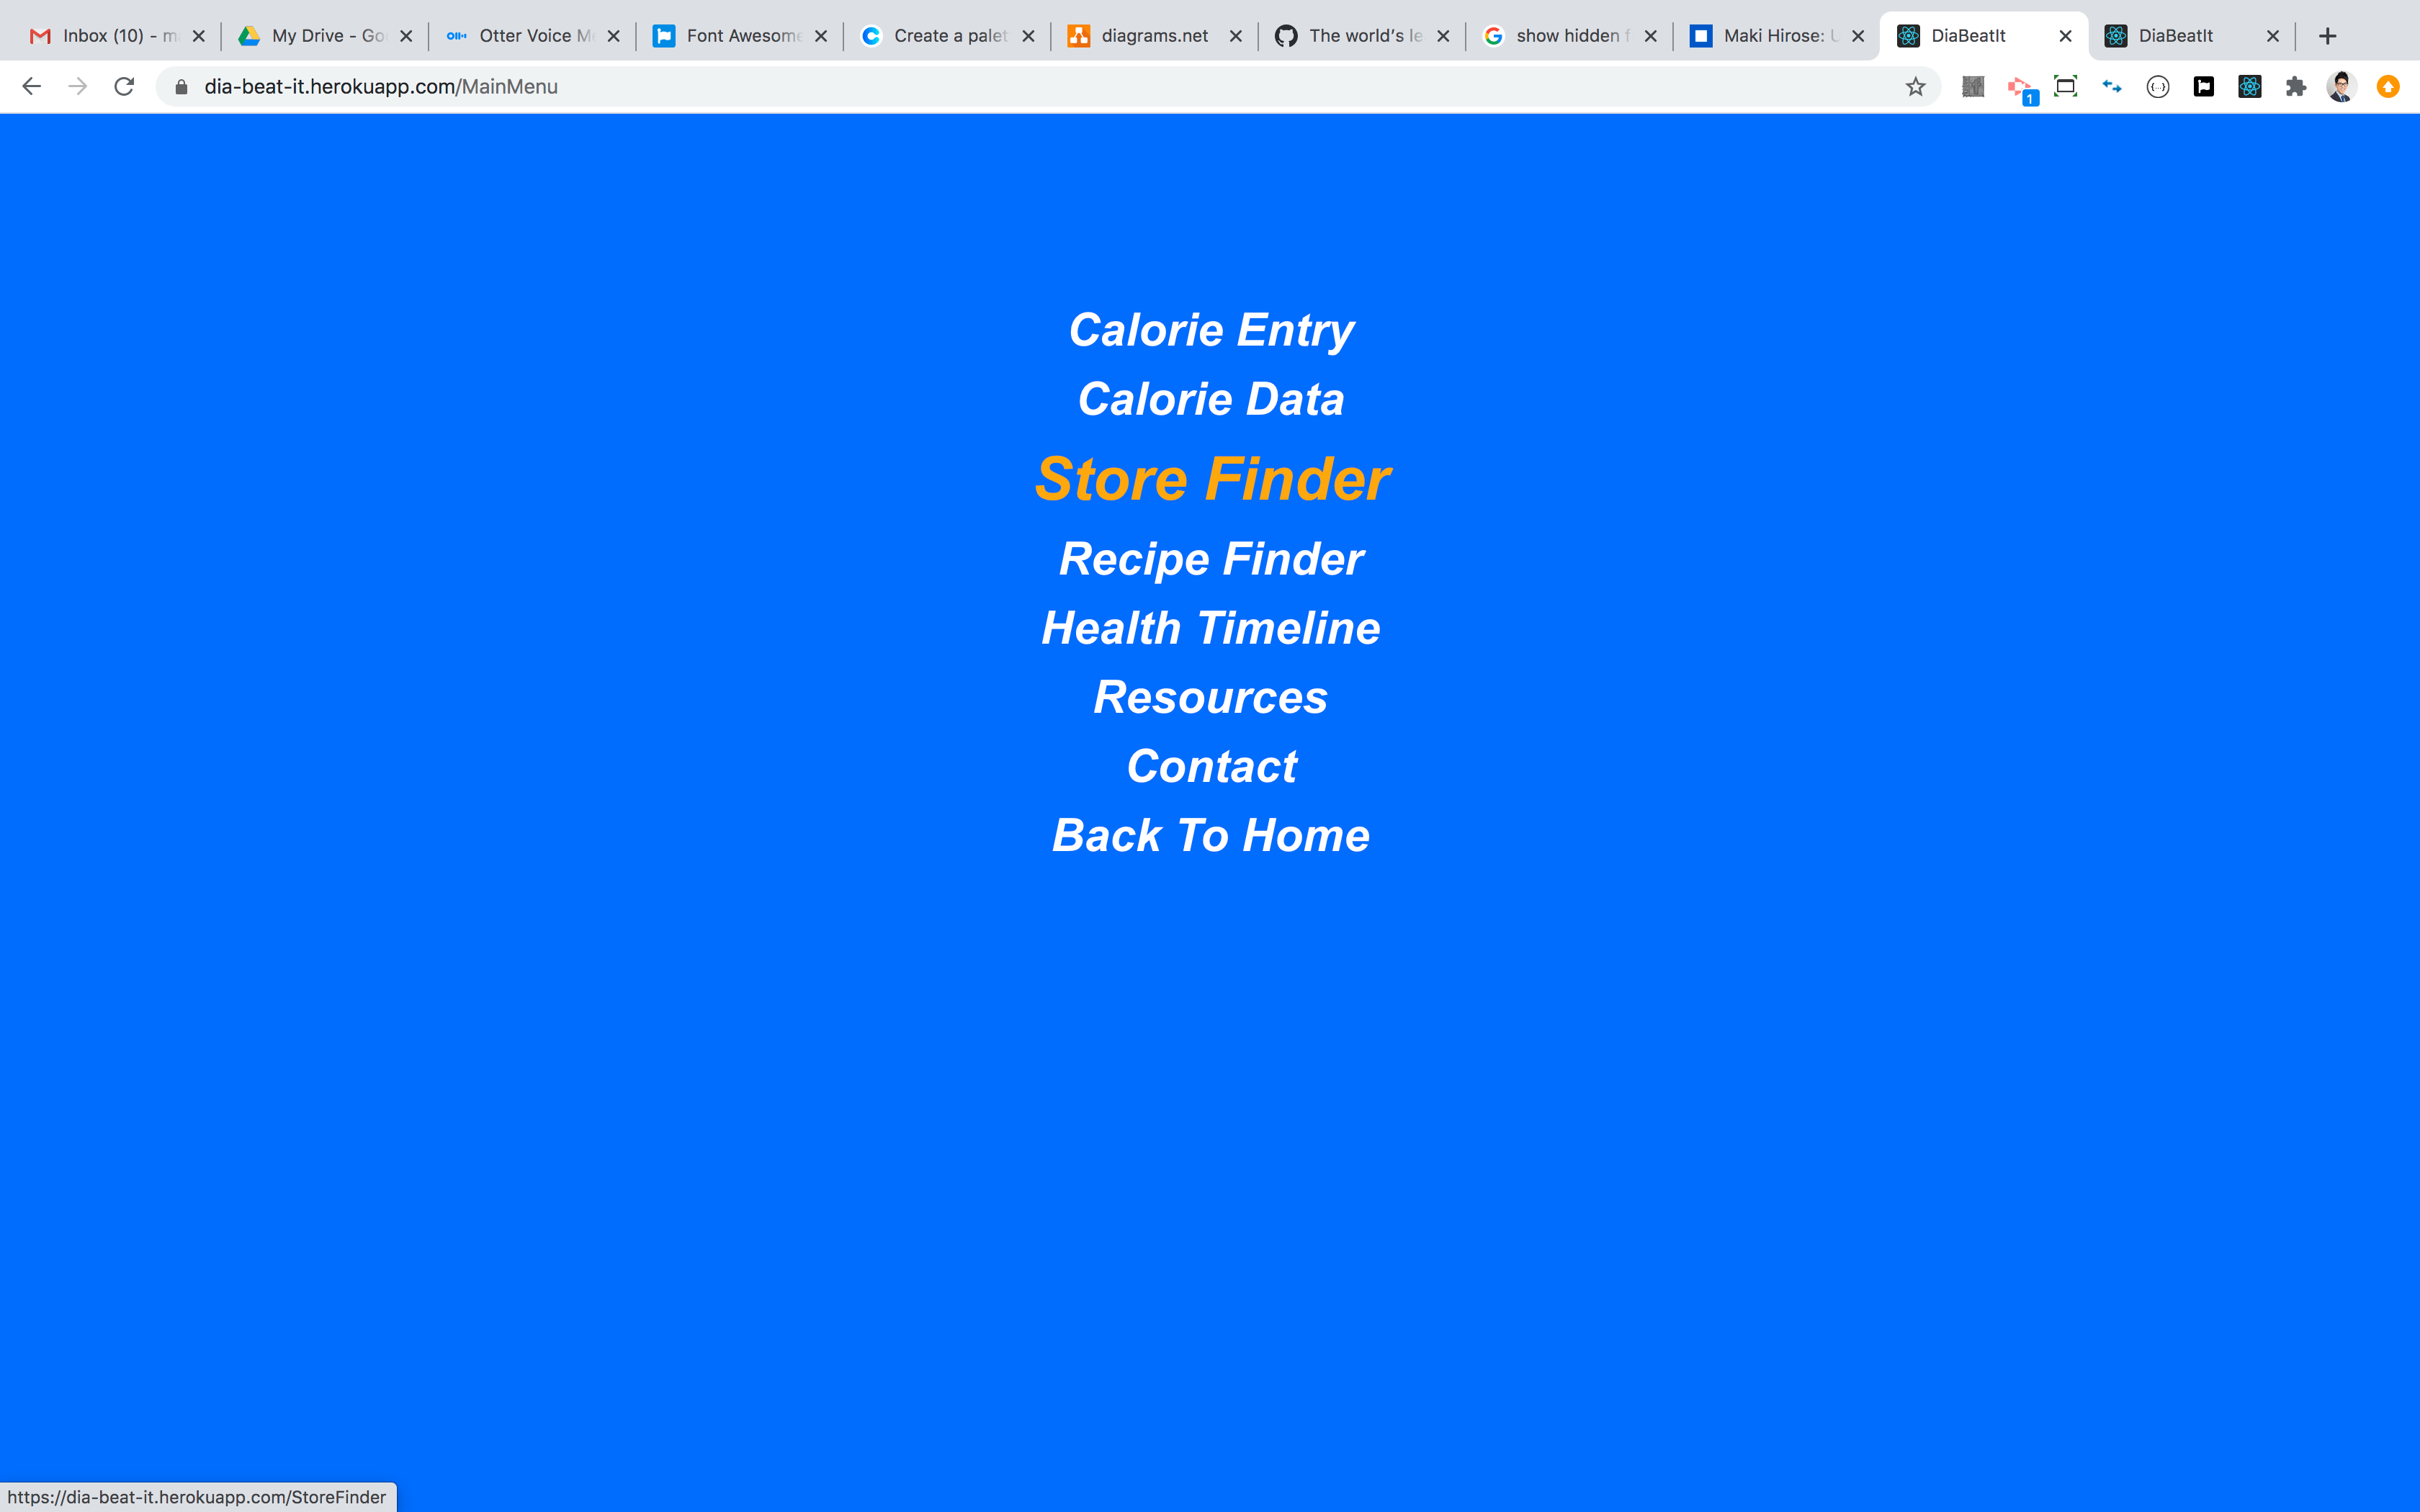 Inbox (10) - m
My Drive - Go
Otter Voice M
Font Awesome
Create a palet
diagrams.net
The world's le
show hidden f
Maki Hirose: U
DiaBeatIt
DiaBeatIt
dia-beat-it.herokuapp.com/MainMenu
1
Calorie Entry
Calorie Data
Store Finder
Recipe Finder
Health Timeline
Resources
Contact
Back To Home
https://dia-beat-it.herokuapp.com/StoreFinder